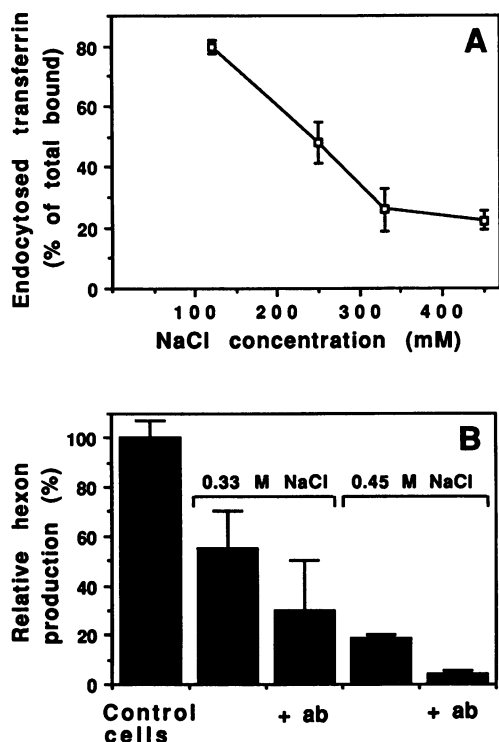 A
Endocytosed transferrin
(% of total bound)
80
60
40
20
0
100 200 300 400
NaCl concentration (mM)
B
Relative hexon
production (%)
100
80
60
40
20
0
0.33 M NaCl 0.45 M NaCl
Control
cells
+ ab + ab